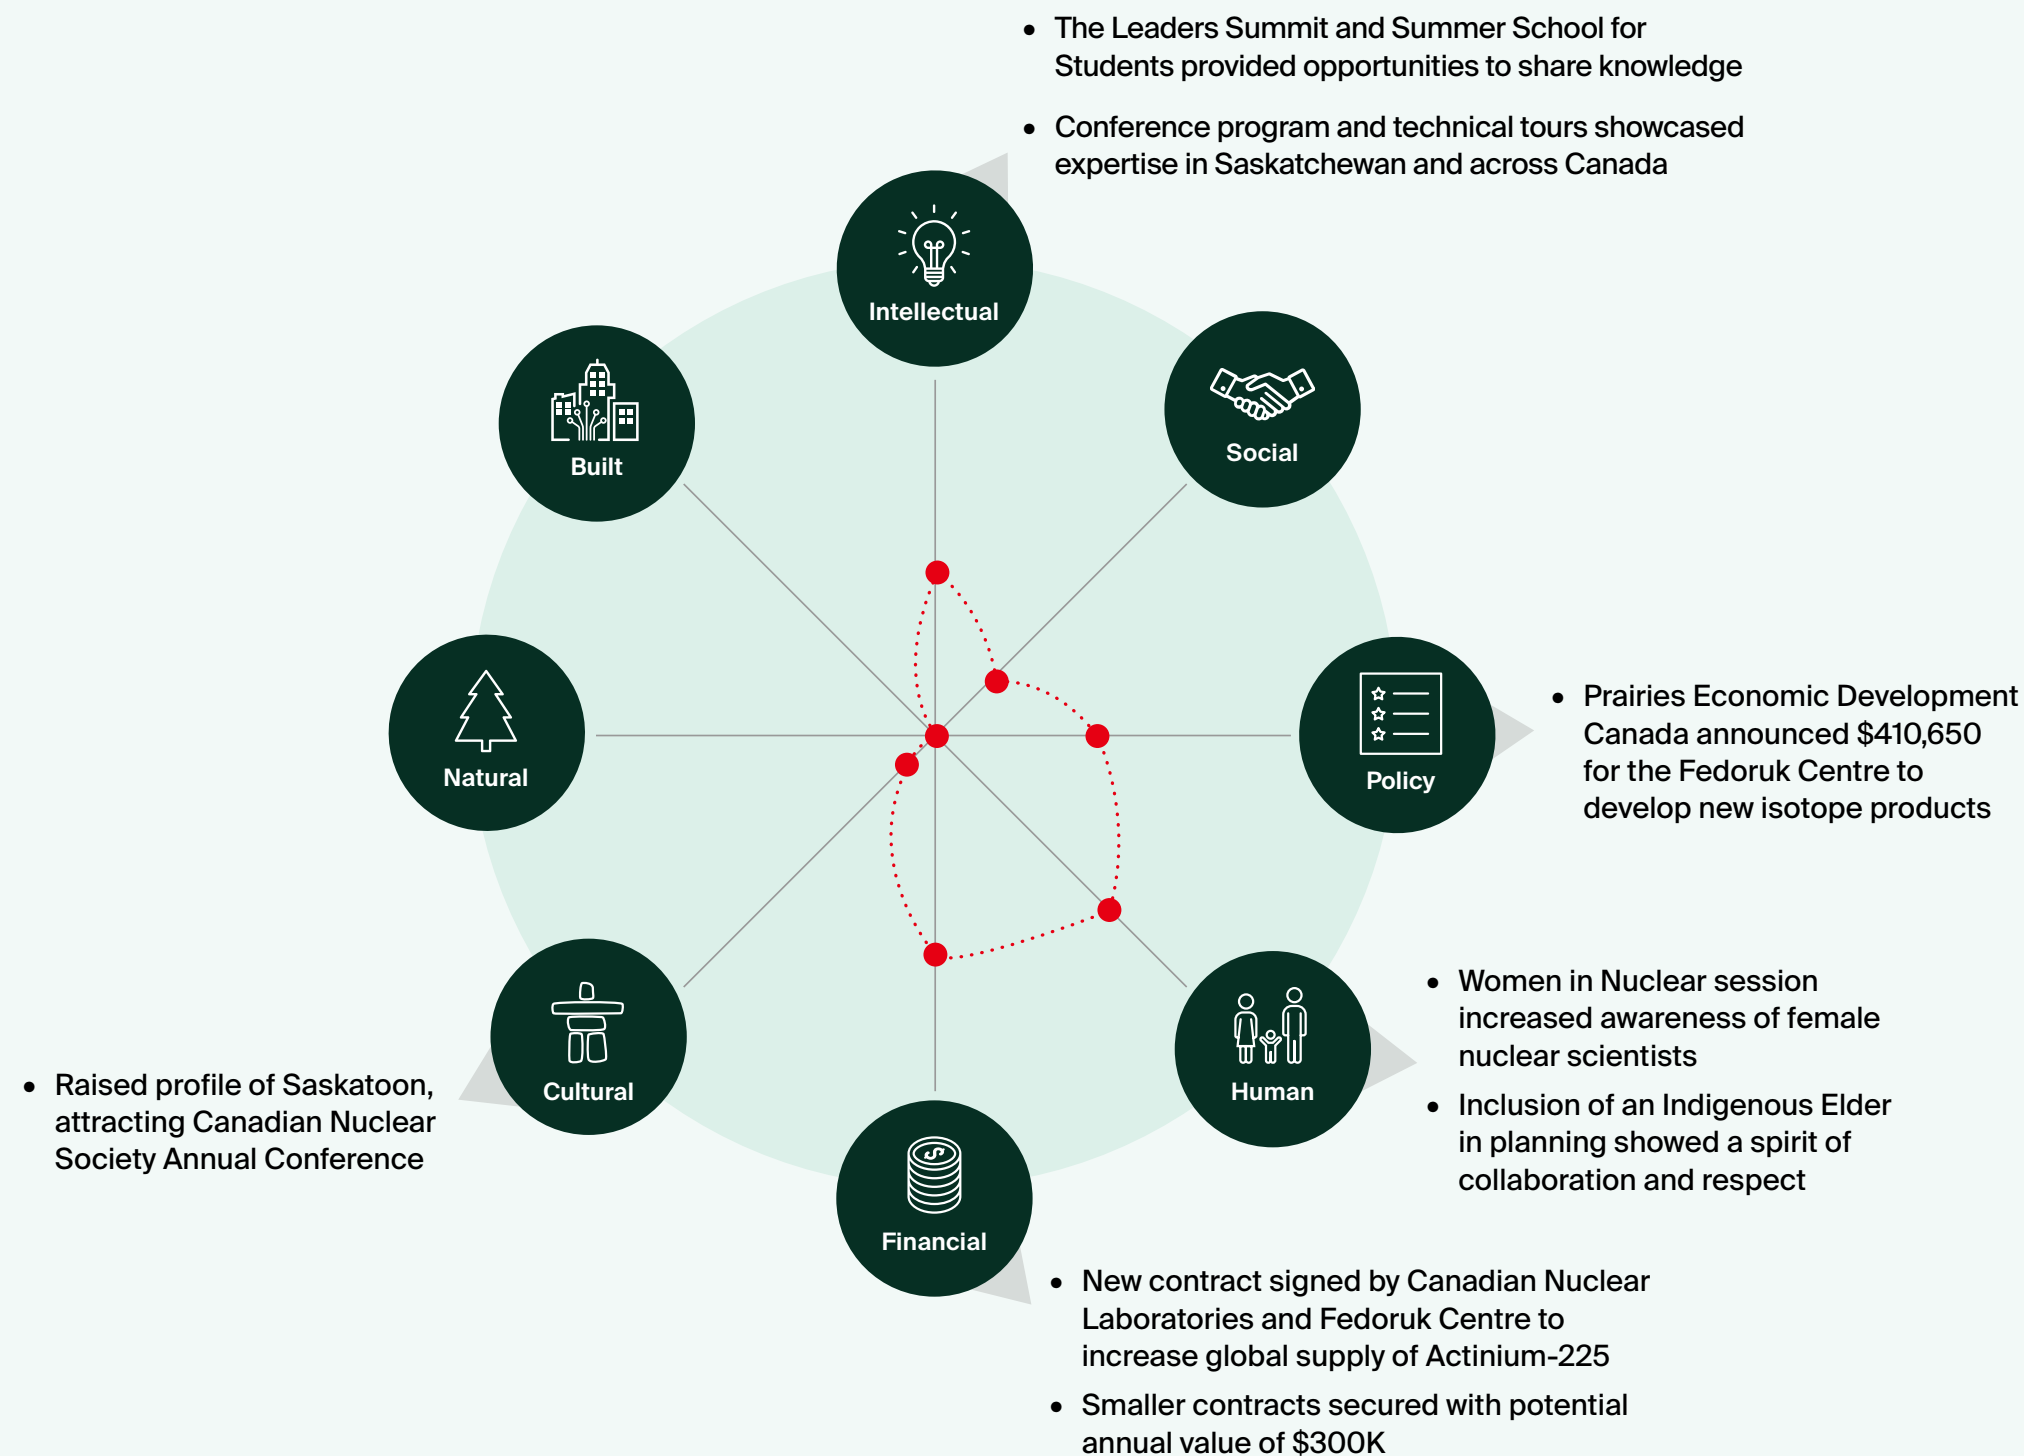 • The Leaders Summit and Summer School for
Students provided opportunities to share knowledge
• Conference program and technical tours showcased
expertise in Saskatchewan and across Canada
Intellectual
Social
Built
Policy
• Prairies Economic Development
Canada announced $410,650
for the Fedoruk Centre to
develop new isotope products
Natural
Human
• Women in Nuclear session
increased awareness of female
nuclear scientists
• Inclusion of an Indigenous Elder
in planning showed a spirit of
collaboration and respect
Cultural
• Raised profile of Saskatoon,
attracting Canadian Nuclear
Society Annual Conference
Financial
• New contract signed by Canadian Nuclear
Laboratories and Fedoruk Centre to
increase global supply of Actinium-225
• Smaller contracts secured with potential
annual value of $300K